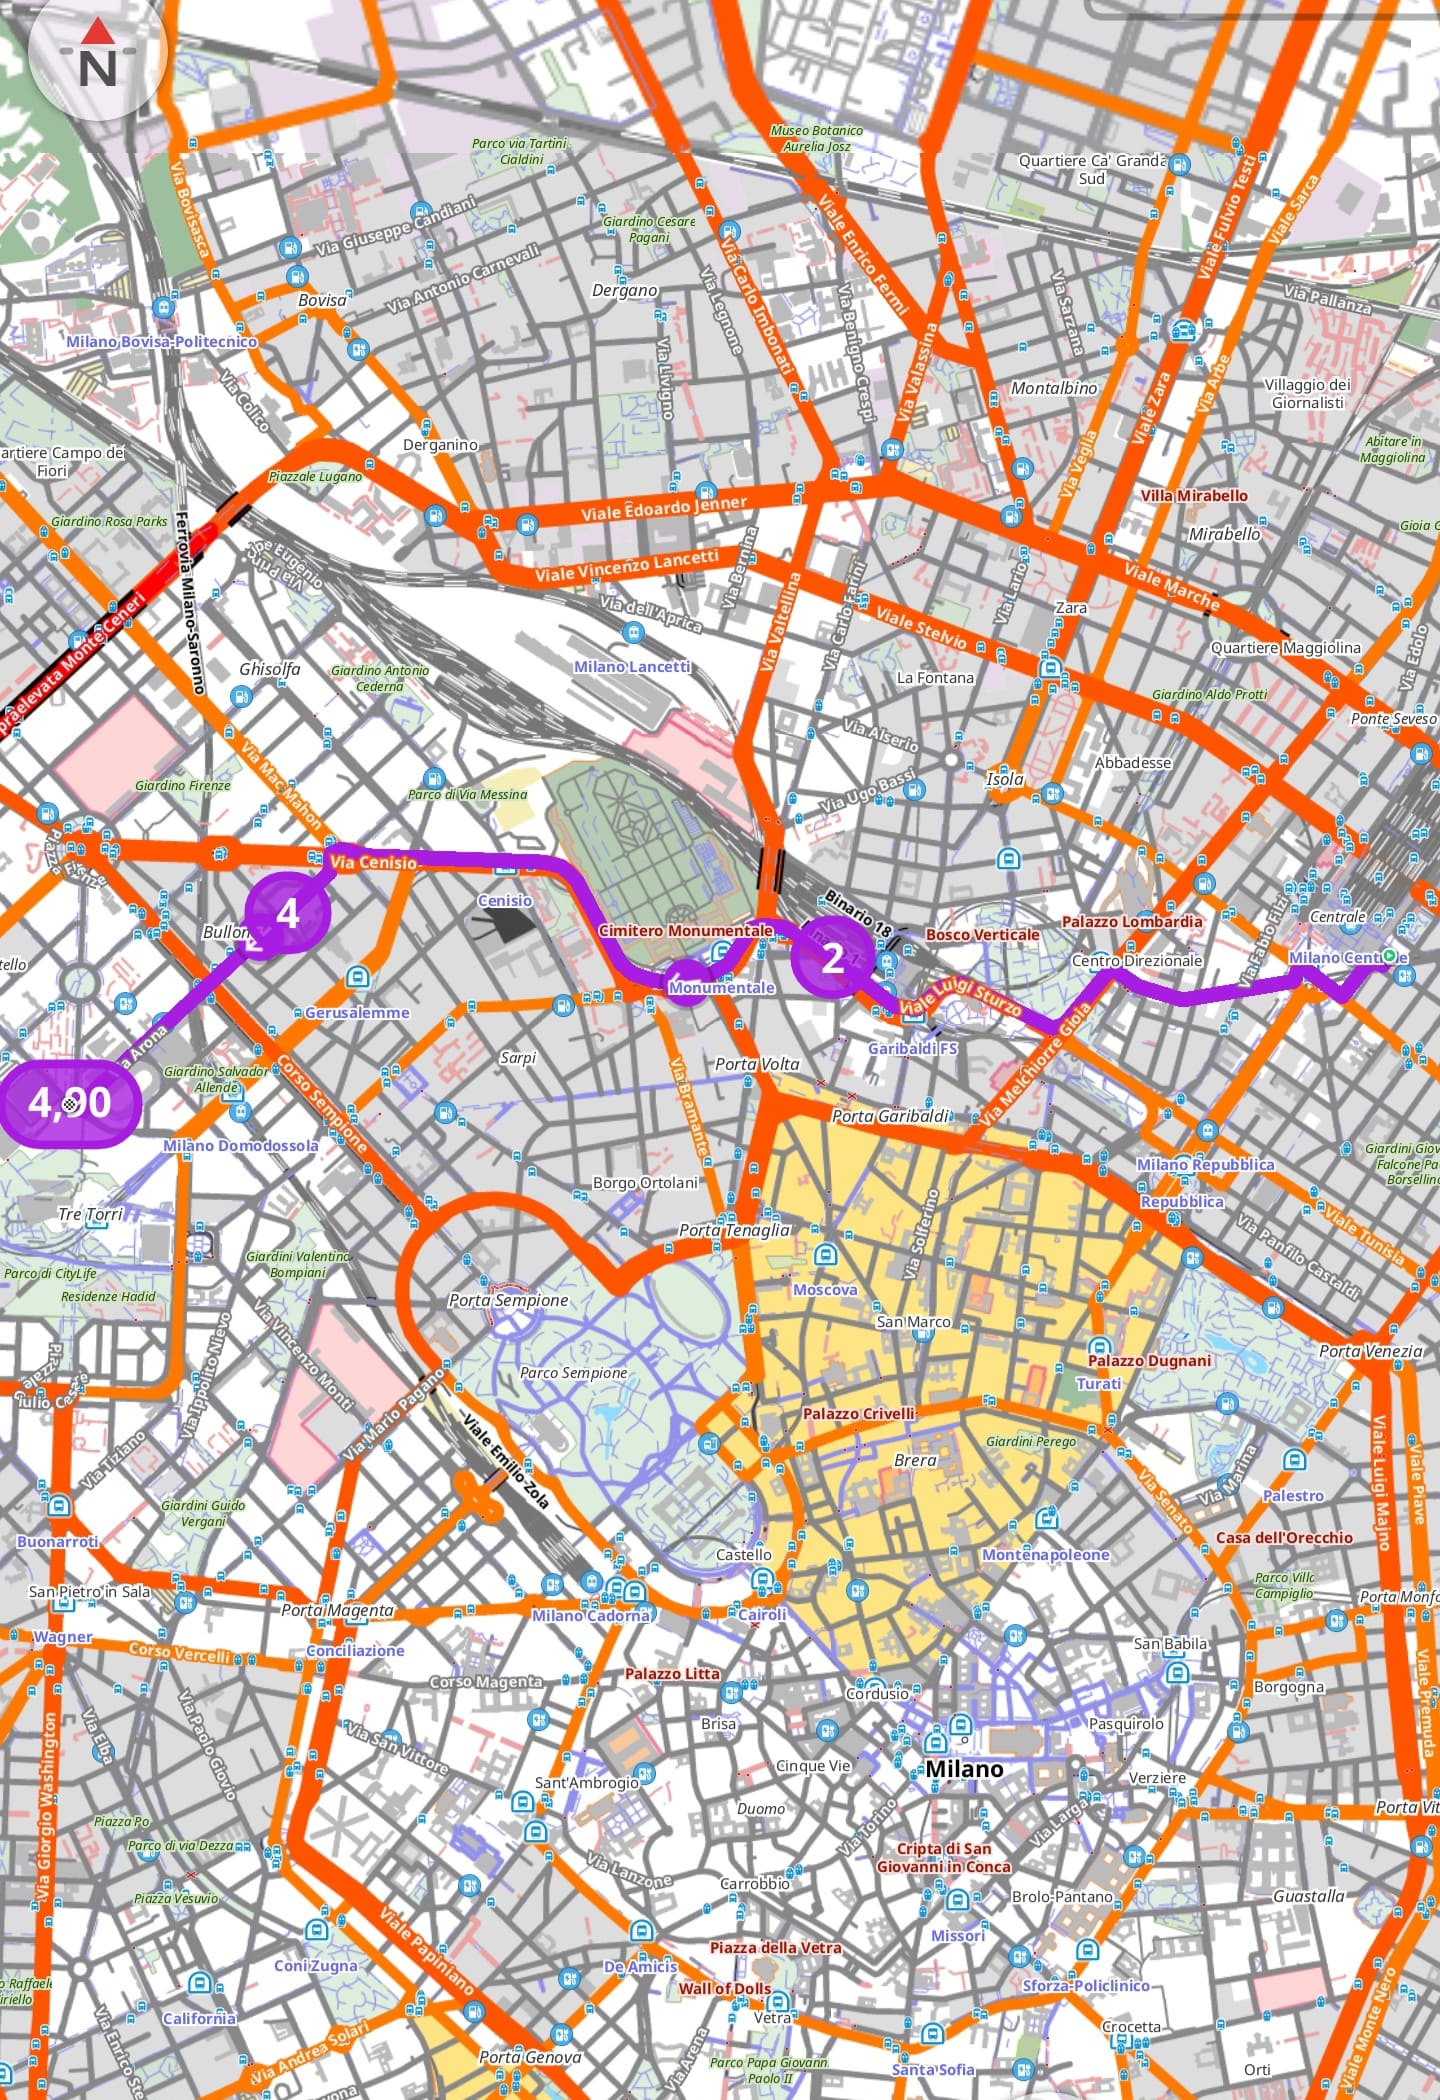 N
Parco via Tartini
Cialdini
Museo Botanico
Aurelia Josz
Quartiere Ca' Granda
Sud
Via Bovisasca
Via Giuseppe Candiani
Giardino Cesare
Pagani
Viale Enrico Fermi
Viale Fulvio Testi
Viale Sarca
Via Antonio Carnevali
Dergano
Via Carlo Imbonati
Via Legnone
Via Benigno Crespi
Via Sarzana
Via Pallanza
Bovisa
Milano Bovisa-Politecnico
Via Colico
Via Livigno
Via Valassina
Montalbino
Viale Zara
Via Arbe
Villaggio dei
Giornalisti
Derganino
artiere Campo dei
Fiori
Piazzale Lugano
Via Veglia
Abitare in
Maggiolina
Viale Edoardo Jenner
Villa Mirabello
Giardino Rosa Parks
Mirabello
Gioia
Ferrovia Milano-Saronno
Via Prin
cipe Eugenio
Viale Vincenzo Lancetti
Via Bernina
Viale Marche
praelevata Monte Ceneri
Via dell'Aprica
Via Valtellina
Via Carlo Farini
Viale Stelvio
Via Lario
Zara
Quartiere Maggiolina
Via Edolo
Ghisolfa
Giardino Antonio
Cederna
Milano Lancetti
La Fontana
Giardino Aldo Protti
Ponte Seveso
Via Mac Mahon
Via Alserio
Abbadesse
Giardino Firenze
Parco di Via Messina
Via Ugo Bassi
Isola
Piazza
Firenz
Via Cenisio
Cenisio
4
Cimitero Monumentale
Binario 18
2
Bosco Verticale
Palazzo Lombardia
Via Fabio Filzi
Centrale
Centro Direzionale
Milano Cent
e
Monumentale
Viale Luigi Sturzo
Gerusalemme
Garibaldi FS
Via Melchiorre Gioia
tello
Bullon
a Arona
Sarpi
Porta Volta
4,90
Giardino Salvador
Allende
Corso Sempione
Via Bramante
Porta Garibaldi
Milano Domodossola
Milano Repubblica
Repubblica
Giardini Giov
Falcone Pa
Borsellino
Borgo Ortolani
Tre Torri
Porta Tenaglia
Via Solferino
Viale Tunisia
Via Panfilo Castaldi
Parco di CityLife
Residenze Hadid
Giardini Valentino
Bompiani
Moscova
Porta Sempione
San Marco
Porta Venezia
Parco Sempione
Palazzo Dugnani
Turati
Piazza
iulio Cesare
Via Ippolito Nievo
Via Vincenzo Monti
Via Mario Pagano
Palazzo Crivelli
Via Tiziano
Viale Emilio Zola
Brera
Giardini Perego
Via Senato
Via Marina
Viale Luigi Majno
Viale Piave
Palestro
Giardini Guido
Vergani
Buonarroti
Castello
Montenapoleone
Casa dell'Orecchio
San Pietro in Sala
Porta Magenta
Milano Cadorna
Cairoli
Parco Villa
Campiglio
Porta Monfo
Wagner
Corso Vercelli
Conciliazione
Palazzo Litta
San Babila
Corso Magenta
Cordusio
Borgogna
Viale Premuda
Via Giorgio Washington
Via Elba
Via Paolo Giovio
Via San Vittore
Brisa
Pasquirolo
Cinque Vie
Milano
Sant'Ambrogio
Verziere
Duomo
Porta Vit
Piazza Po
Parco di via Dezza
Via Torino
Via Larga
Cripta di San
Giovanni in Conca
Via Lanzone
Carrobbio
Brolo-Pantano
Guastalla
Piazza Vesuvio
Viale Papiniano
Missori
Piazza della Vetra
Coni Zugna
De Amicis
Wall of Dolls
Sforza-Policlinico
o Raffaele
California
Vetra
Crocetta
Viale Monte Nero
Via Andrea Solari
Porta Genova
Via Arena
Parco Papa Giovanni
Paolo II
Santa Sofia
Orti